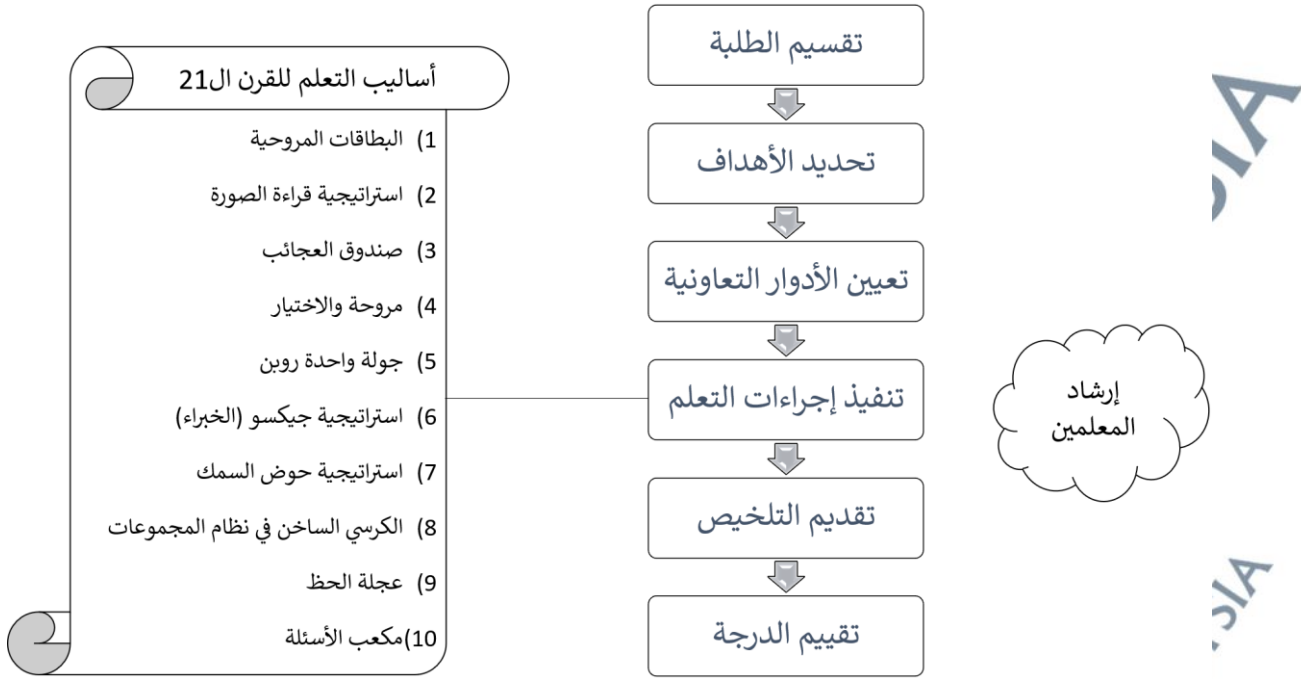 تقسيم الطلبة
تحديد الأهداف
تعيين الأدوار التعاونية
تنفيذ إجراءات التعلم
تقديم التلخيص
تقييم الدرجة
أساليب التعلم للقرن ال21
1) البطاقات المروحية
2) استراتيجية قراءة الصورة
3) صندوق العجائب
4) مروحة والاختيار
5) جولة واحدة روبن
6) استراتيجية جيكسو (الخبراء)
7) استراتيجية حوض السمك
8) الكرسي الساخن في نظام المجموعات
9) عجلة الحظ
10)مكعب الأسئلة
إرشاد
المعلمين